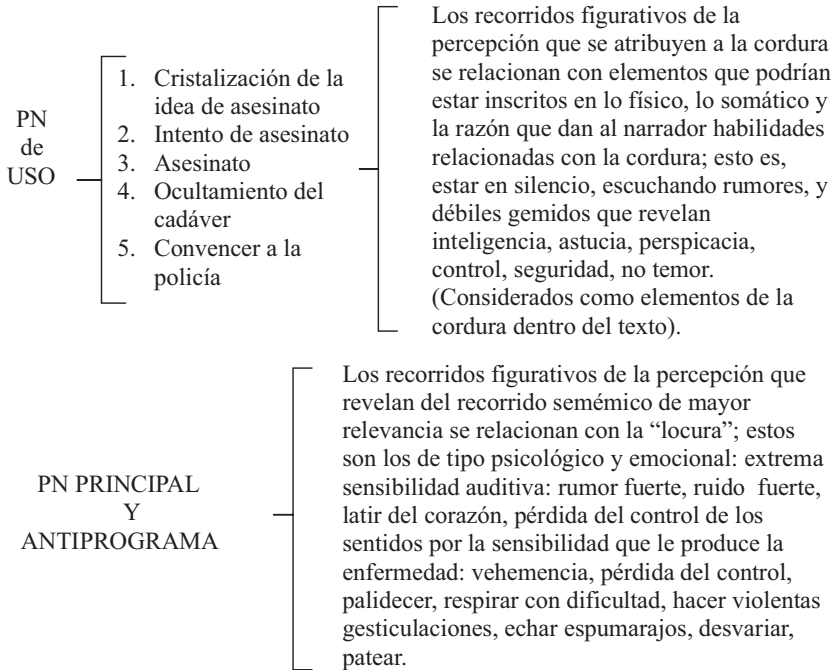 PN
de
USO
1. Cristalización de la
idea de asesinato
2. Intento de asesinato
3. Asesinato
4. Ocultamiento del
cadáver
5. Convencer a la
policía
Los recorridos figurativos de la
percepción que se atribuyen a la cordura
se relacionan con elementos que podrían
estar inscritos en lo físico, lo somático y
la razón que dan al narrador habilidades
relacionadas con la cordura; esto es,
estar en silencio, escuchando rumores, y
débiles gemidos que revelan
inteligencia, astucia, perspicacia,
control, seguridad, no temor.
(Considerados como elementos de la
cordura dentro del texto).
PN PRINCIPAL
Y
ANTIPROGRAMA
Los recorridos figurativos de la percepción que
revelan del recorrido semémico de mayor
relevancia se relacionan con la “locura”; estos
son los de tipo psicológico y emocional: extrema
sensibilidad auditiva: rumor fuerte, ruido fuerte,
latir del corazón, pérdida del control de los
sentidos por la sensibilidad que le produce la
enfermedad: vehemencia, pérdida del control,
palidecer, respirar con dificultad, hacer violentas
gesticulaciones, echar espumarajos, desvariar,
patear.